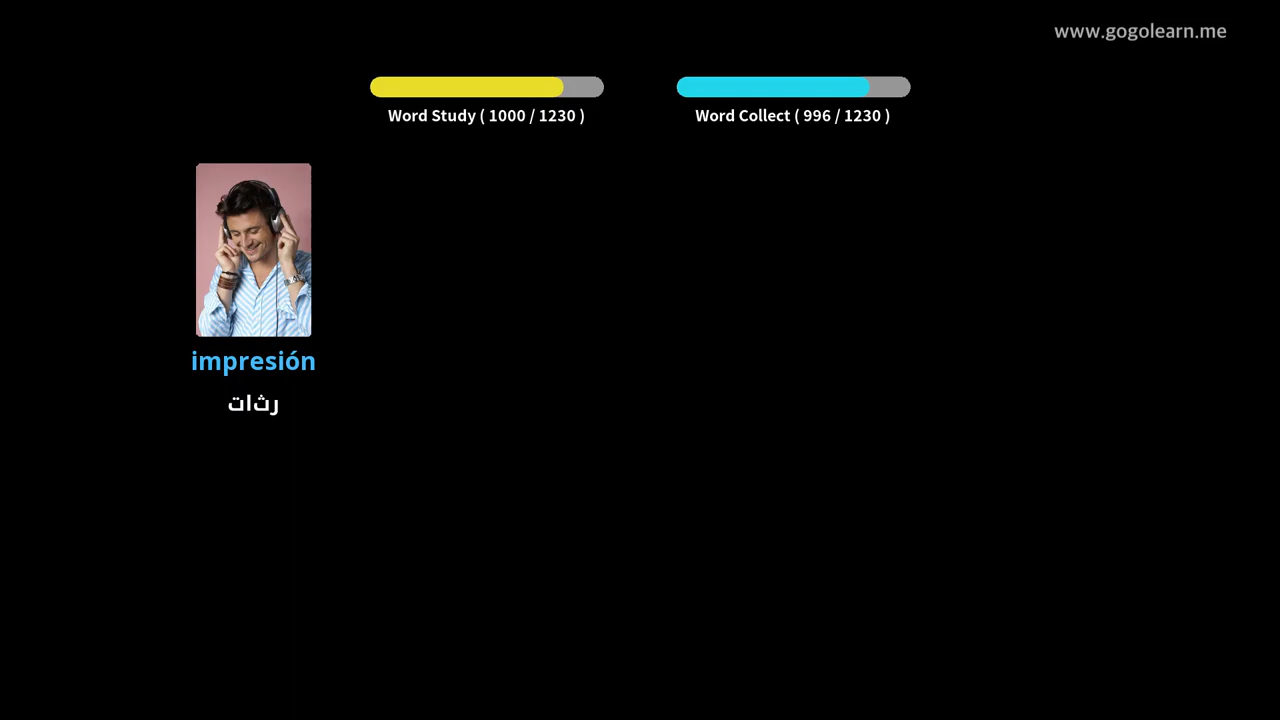 www.gogolearn.me
Word Study ( 1000 / 1230 )
Word Collect ( 996 / 1230 )
impresión
رثات